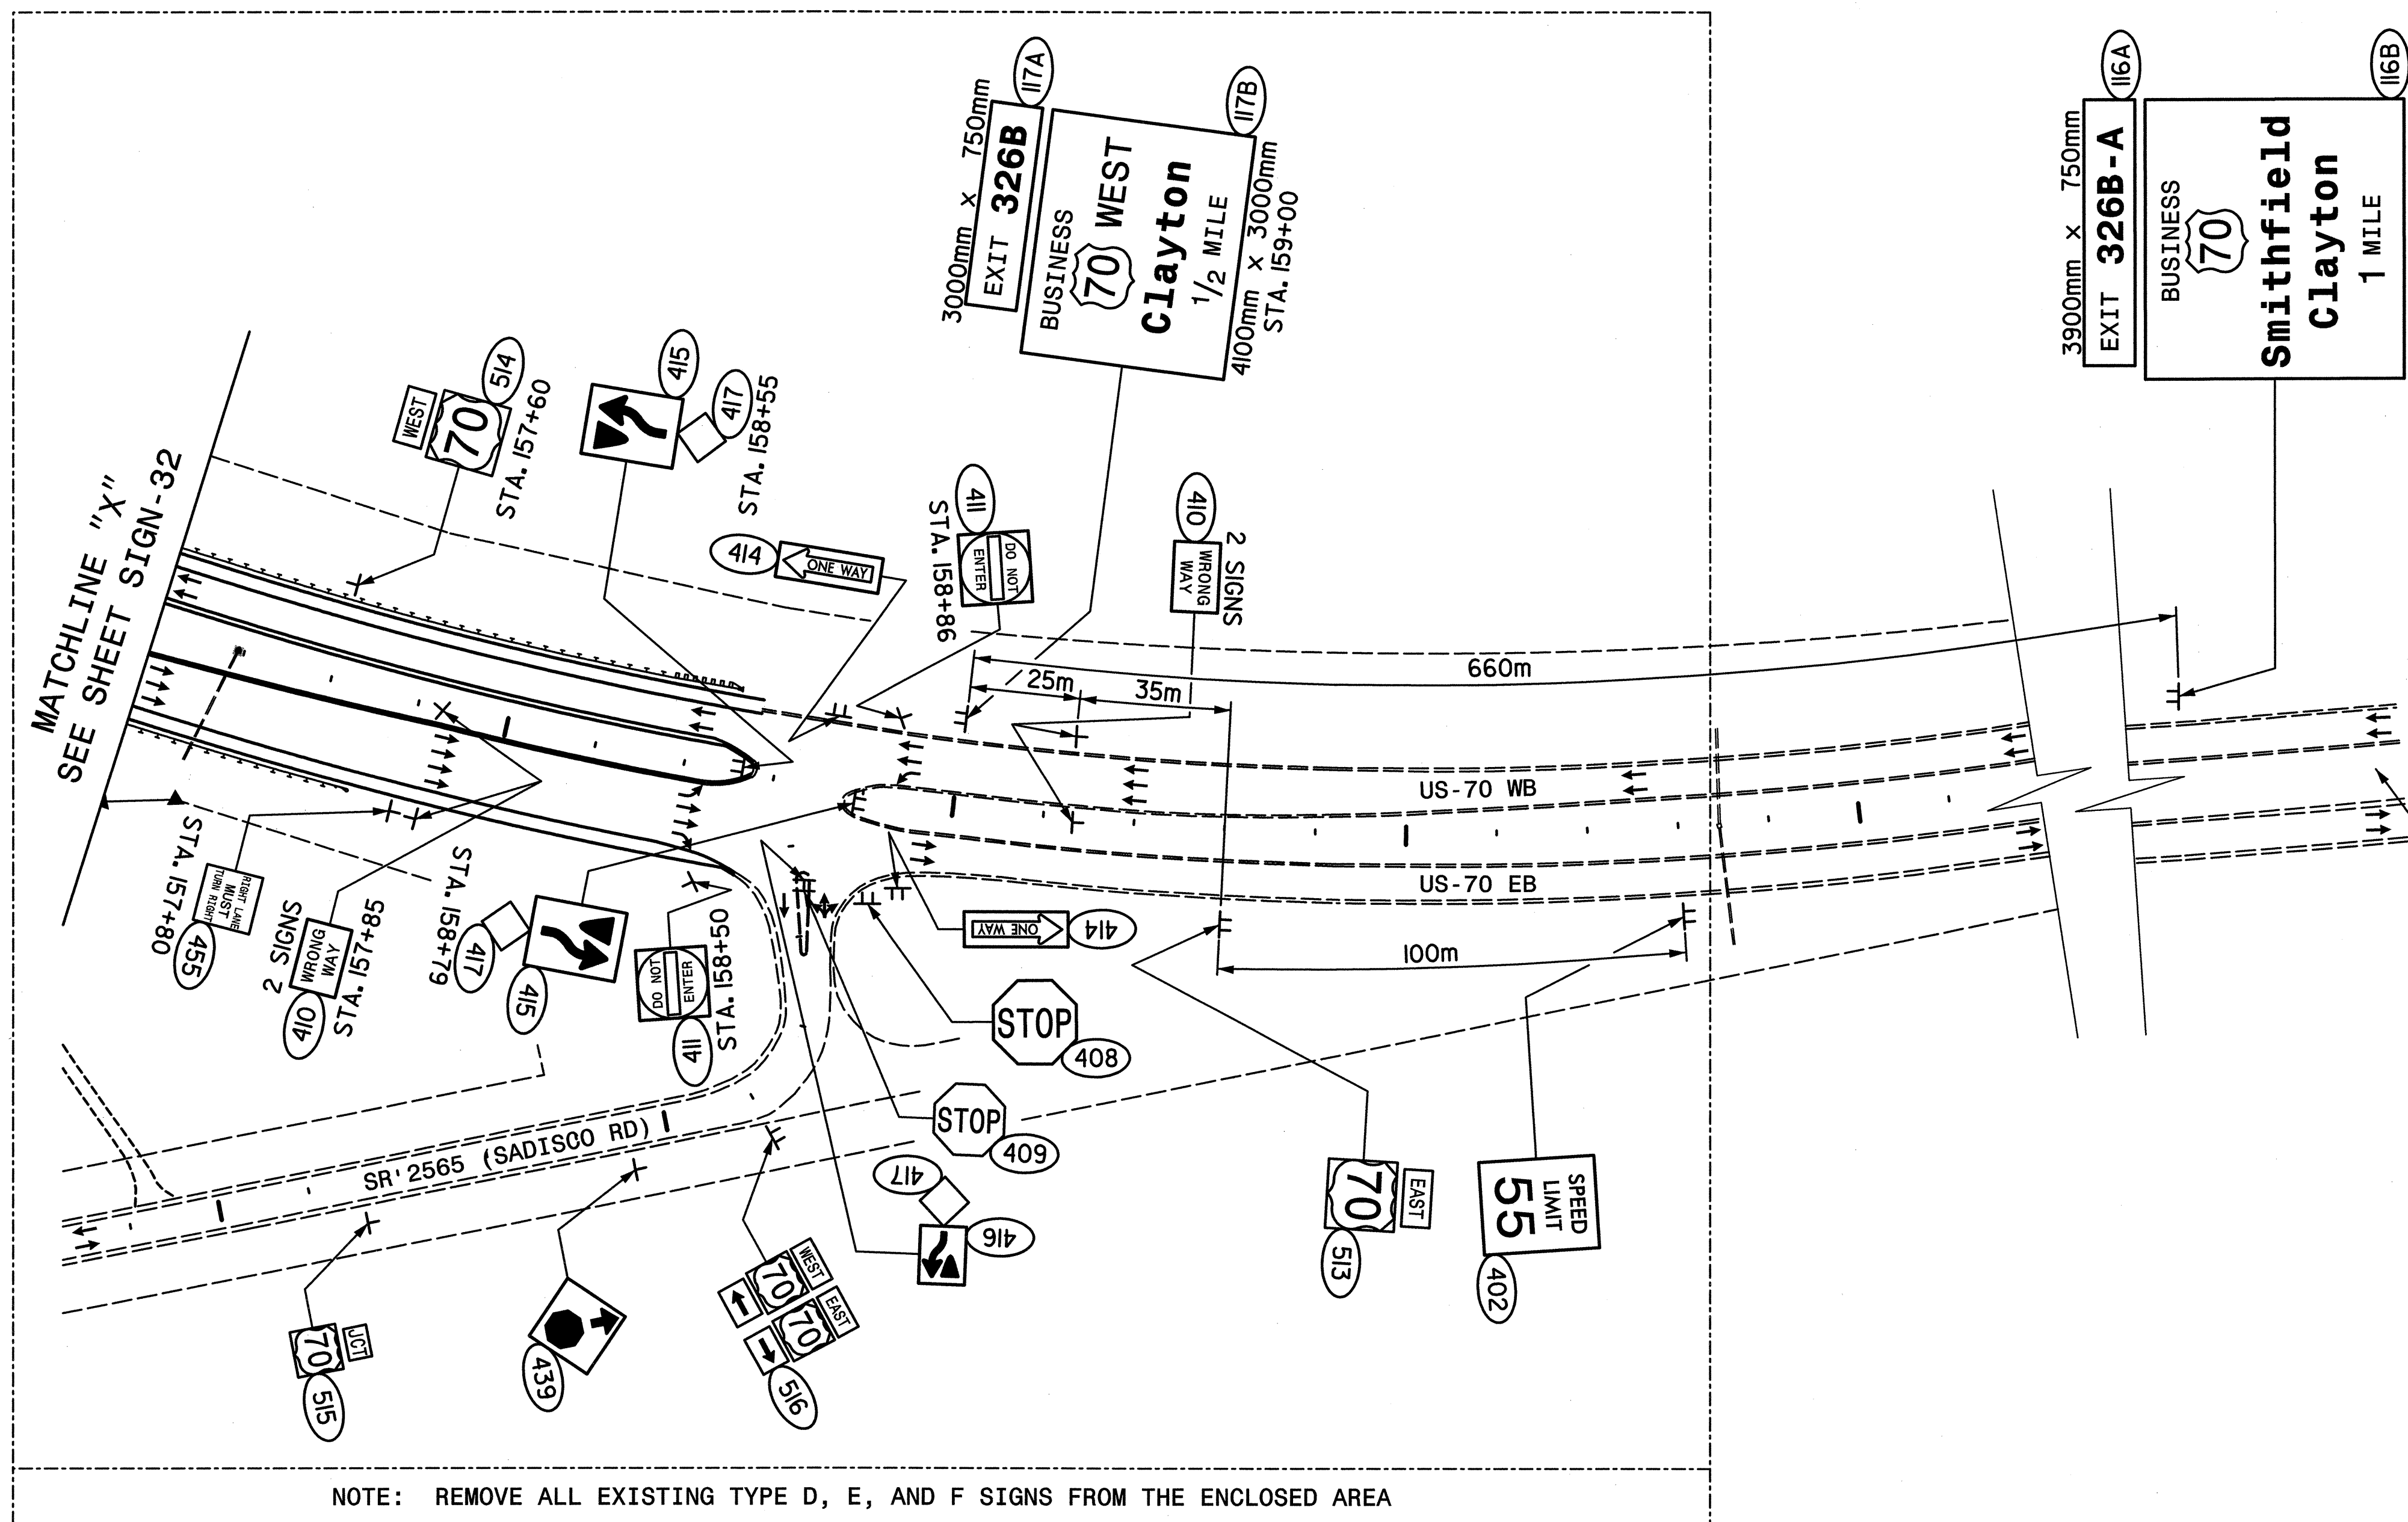 117A
3000mm x 750mm
EXIT 326B
117B
BUSINESS
70 WEST
Clayton
1/2 MILE
4100mm x 3000mm
STA. 159+00
116A
3900mm x 750mm
EXIT 326B-A
116B
BUSINESS
70
Smithfield
Clayton
1 MILE
MATCHLINE "X"
SEE SHEET SIGN-32
514
WEST
70
STA. 157+60
415
417
STA. 158+55
414
ONE WAY
411
DO NOT
ENTER
STA. 158+86
410
WRONG
WAY
2 SIGNS
660m
25m
35m
US-70 WB
US-70 EB
100m
STA. 157+80
RIGHT LANE
MUST
TURN RIGHT
455
2 SIGNS
WRONG
WAY
410
STA. 157+85
STA. 158+79
417
415
DO NOT
ENTER
411
STA. 158+50
ONE WAY
414
STOP
408
STOP
409
417
416
EAST
70
513
SPEED
LIMIT
55
402
SR 2565 (SADISCO RD)
JCT
70
515
439
WEST
70
EAST
70
516
NOTE: REMOVE ALL EXISTING TYPE D, E, AND F SIGNS FROM THE ENCLOSED AREA